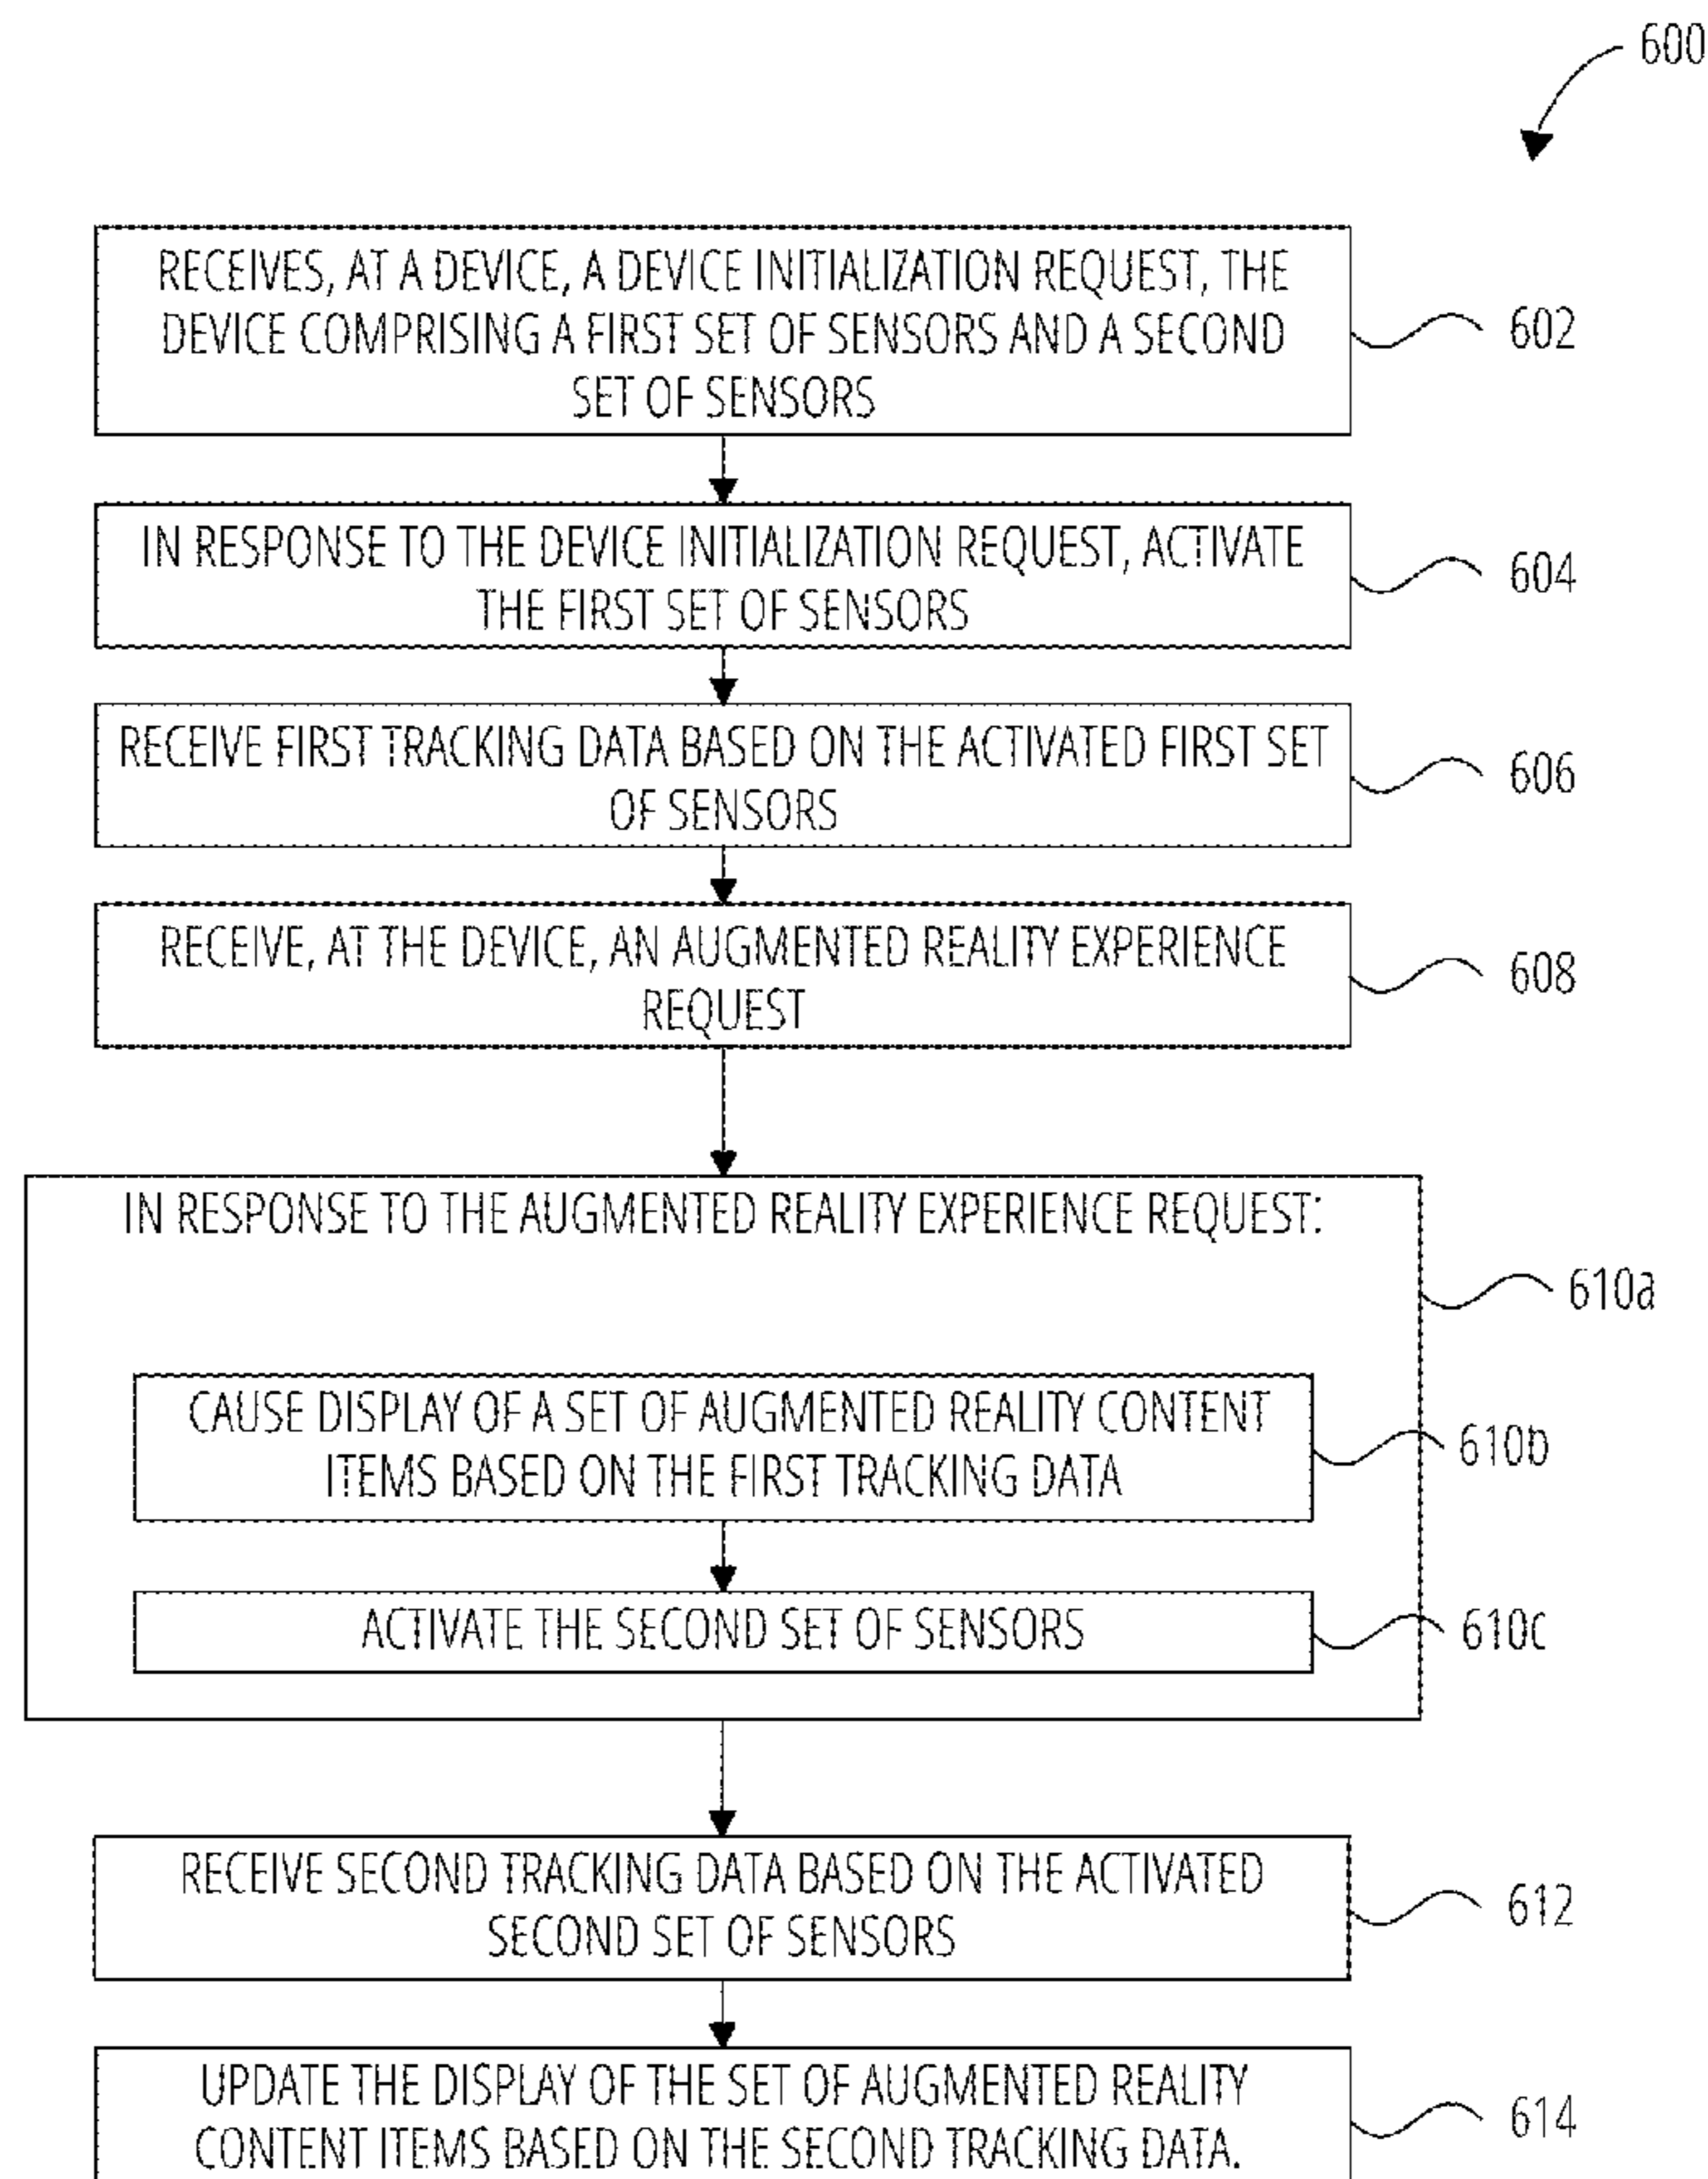 600
RECEIVES, AT A DEVICE, A DEVICE INITIALIZATION REQUEST, THE
DEVICE COMPRISING A FIRST SET OF SENSORS AND A SECOND
SET OF SENSORS
602
IN RESPONSE TO THE DEVICE INITIALIZATION REQUEST, ACTIVATE
THE FIRST SET OF SENSORS
604
RECEIVE FIRST TRACKING DATA BASED ON THE ACTIVATED FIRST SET
OF SENSORS
606
RECEIVE, AT THE DEVICE, AN AUGMENTED REALITY EXPERIENCE
REQUEST
608
IN RESPONSE TO THE AUGMENTED REALITY EXPERIENCE REQUEST:
610a
CAUSE DISPLAY OF A SET OF AUGMENTED REALITY CONTENT
ITEMS BASED ON THE FIRST TRACKING DATA
610b
ACTIVATE THE SECOND SET OF SENSORS
610c
RECEIVE SECOND TRACKING DATA BASED ON THE ACTIVATED
SECOND SET OF SENSORS
612
UPDATE THE DISPLAY OF THE SET OF AUGMENTED REALITY
CONTENT ITEMS BASED ON THE SECOND TRACKING DATA.
614